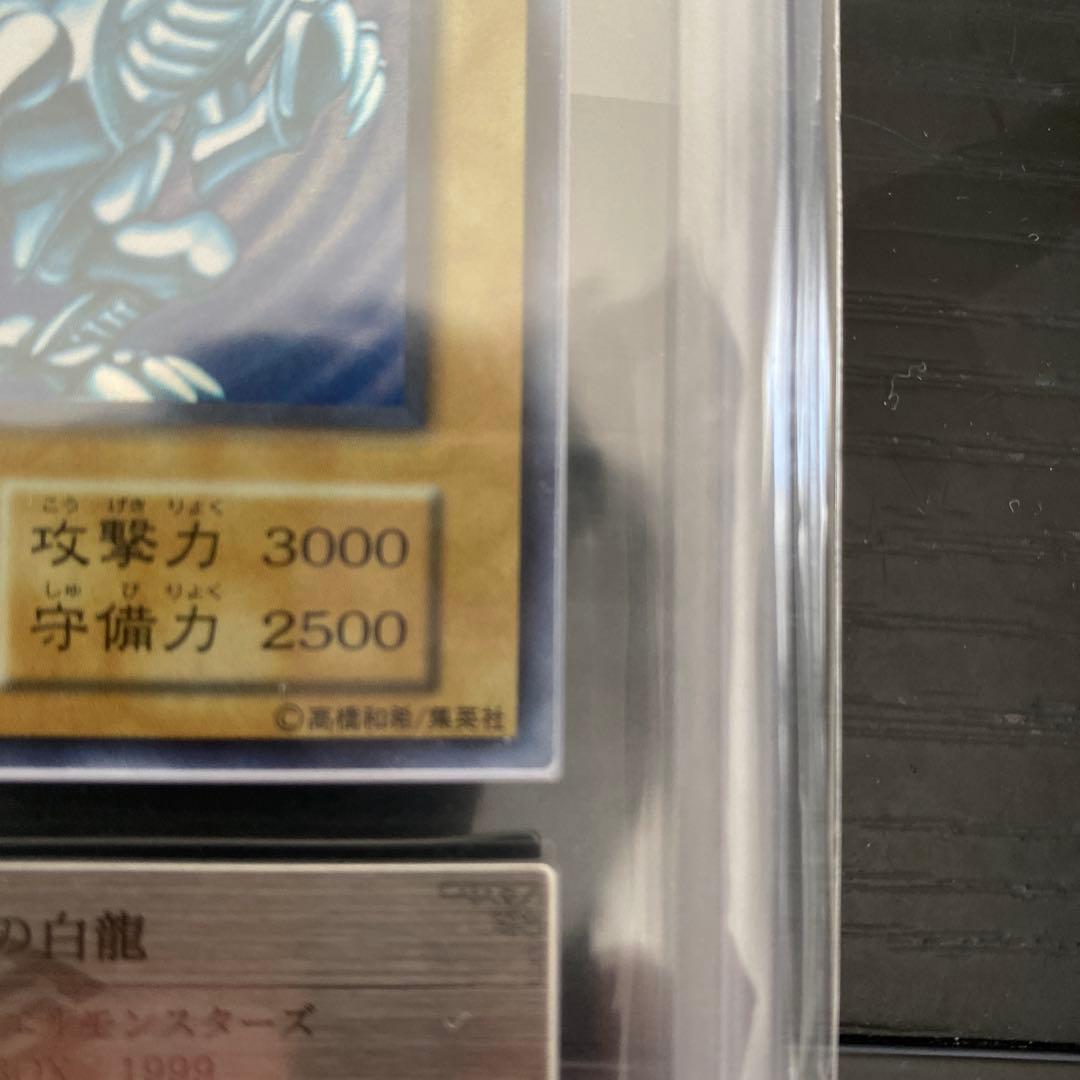 こうげきりょく
攻撃力 3000
しゅびりょく
守備力 2500
©高橋和希/集英社
の白龍
モンスターズ
BOX 1999